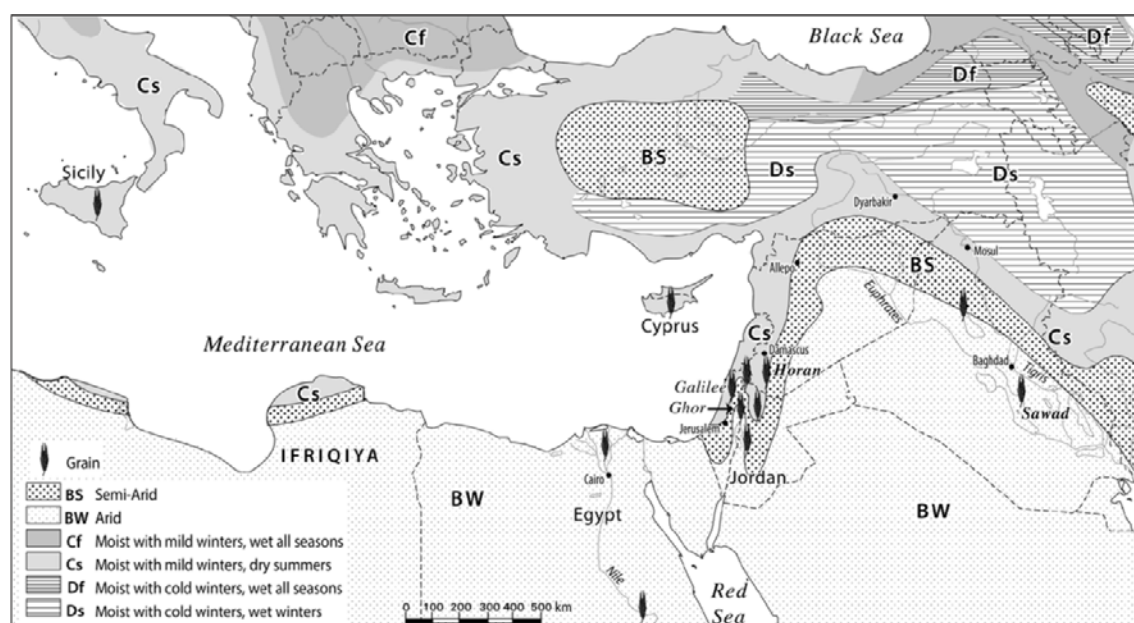 Black Sea
Cf
Df
Df
Cs
Cs
BS
Ds
Ds
Sicily
Dyarbakir
Mosul
Allepo
BS
Euphrates
Cyprus
Cs
Cs
Mediterranean Sea
Damascus
Horan
Baghdad
Tigris
Galilee
Sawad
Cs
Ghor
Jerusalem
IFRIQIYA
Jordan
Cairo
BW
Egypt
BW
Nile
Red
Sea
Grain
BS Semi-Arid
BW Arid
Cf Moist with mild winters, wet all seasons
Cs Moist with mild winters, dry summers
Df Moist with cold winters, wet all seasons
Ds Moist with cold winters, wet winters
0 100 200 300 400 500 km